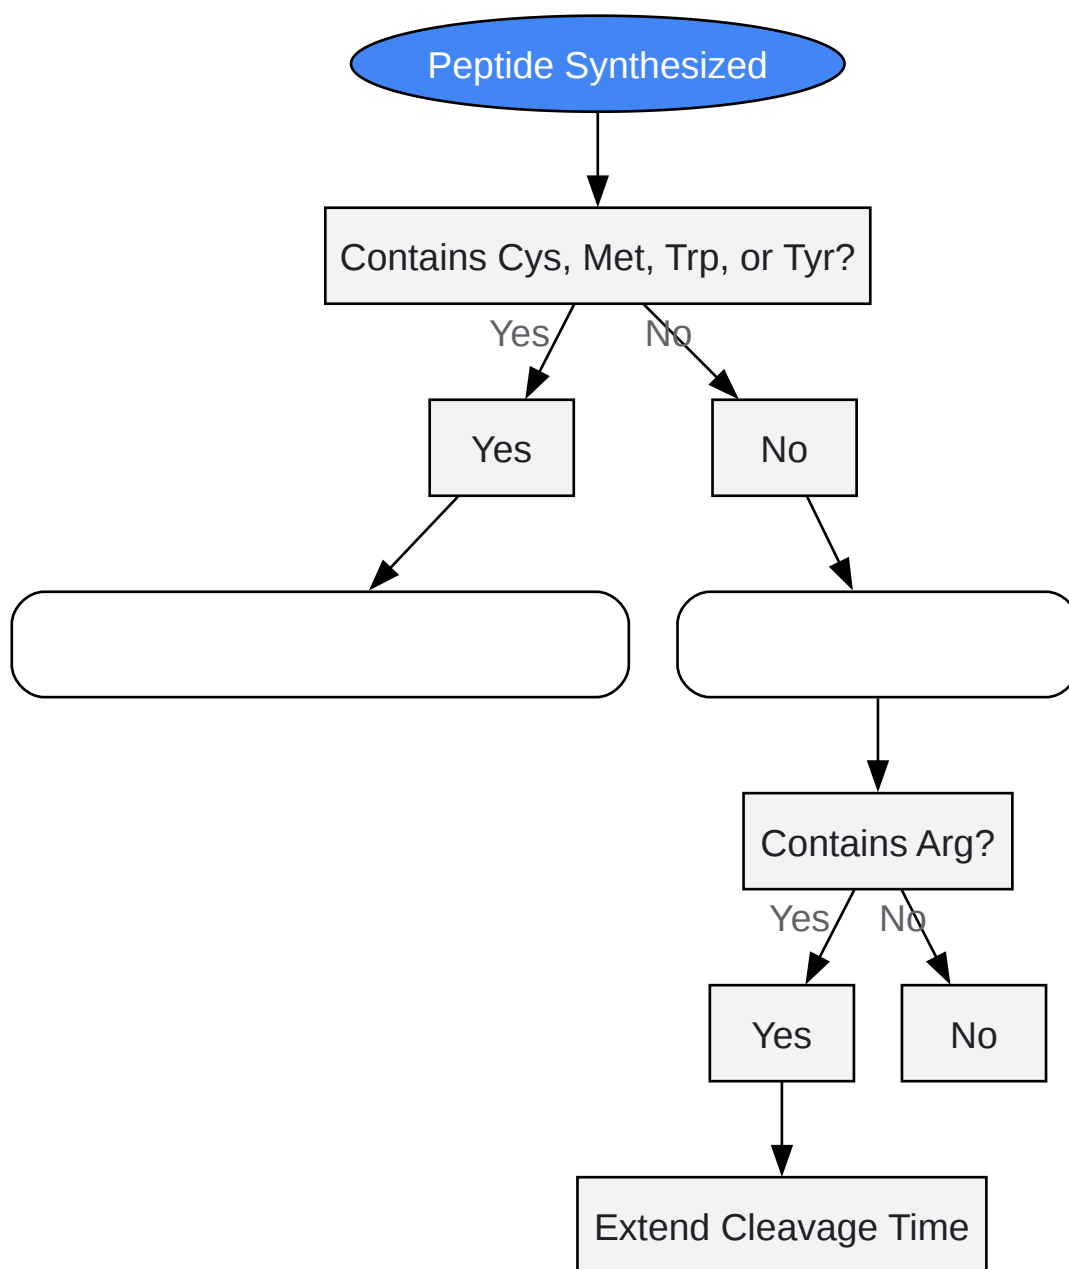 Peptide Synthesized
Contains Cys, Met, Trp, or Tyr?
Yes
No
Yes
No
Contains Arg?
Yes
No
Yes
No
Extend Cleavage Time